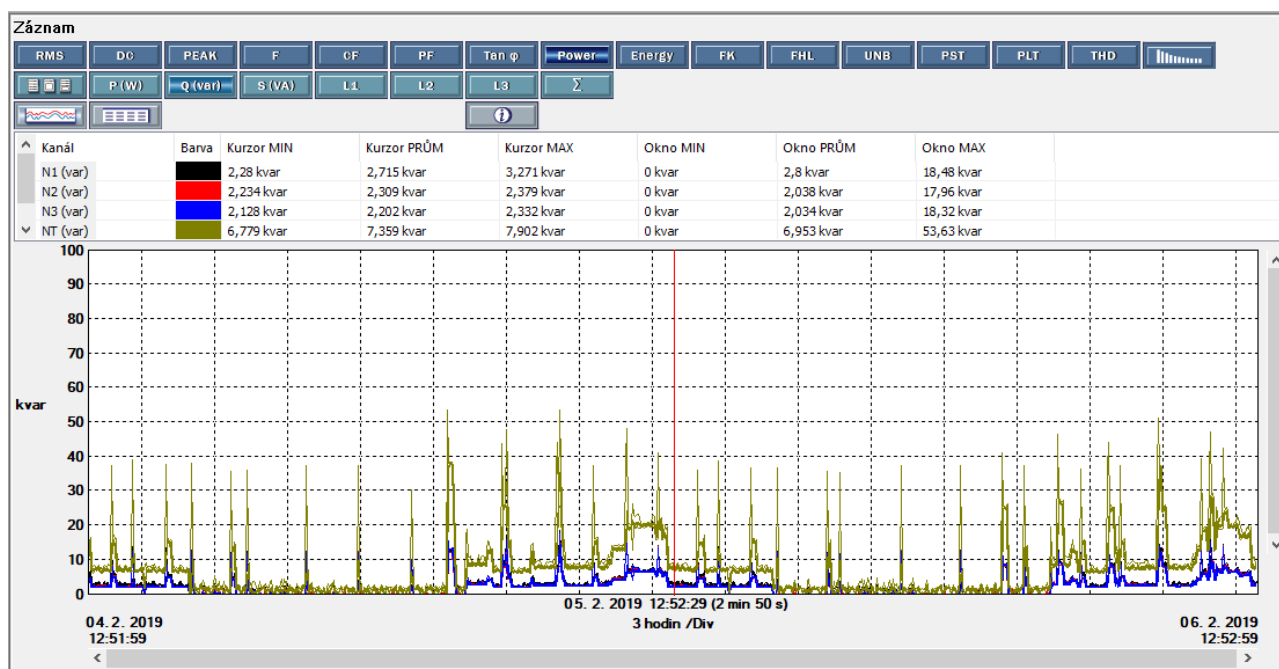 Záznam
RMS DC PEAK F CF PF Tan φ Power Energy FK FHL UNB PST PLT THD
P (W) Q (var) S (VA) L1 L2 L3 Σ
Kanál Barva Kurzor MIN Kurzor PRŮM Kurzor MAX Okno MIN Okno PRŮM Okno MAX
N1 (var) 2,28 kvar 2,715 kvar 3,271 kvar 0 kvar 2,8 kvar 18,48 kvar
N2 (var) 2,234 kvar 2,309 kvar 2,379 kvar 0 kvar 2,038 kvar 17,96 kvar
N3 (var) 2,128 kvar 2,202 kvar 2,332 kvar 0 kvar 2,034 kvar 18,32 kvar
NT (var) 6,779 kvar 7,359 kvar 7,902 kvar 0 kvar 6,953 kvar 53,63 kvar
100
90
80
70
60
kvar 50
40
30
20
10
0
05. 2. 2019 12:52:29 (2 min 50 s)
04. 2. 2019 3 hodin /Div 06. 2. 2019
12:51:59 12:52:59